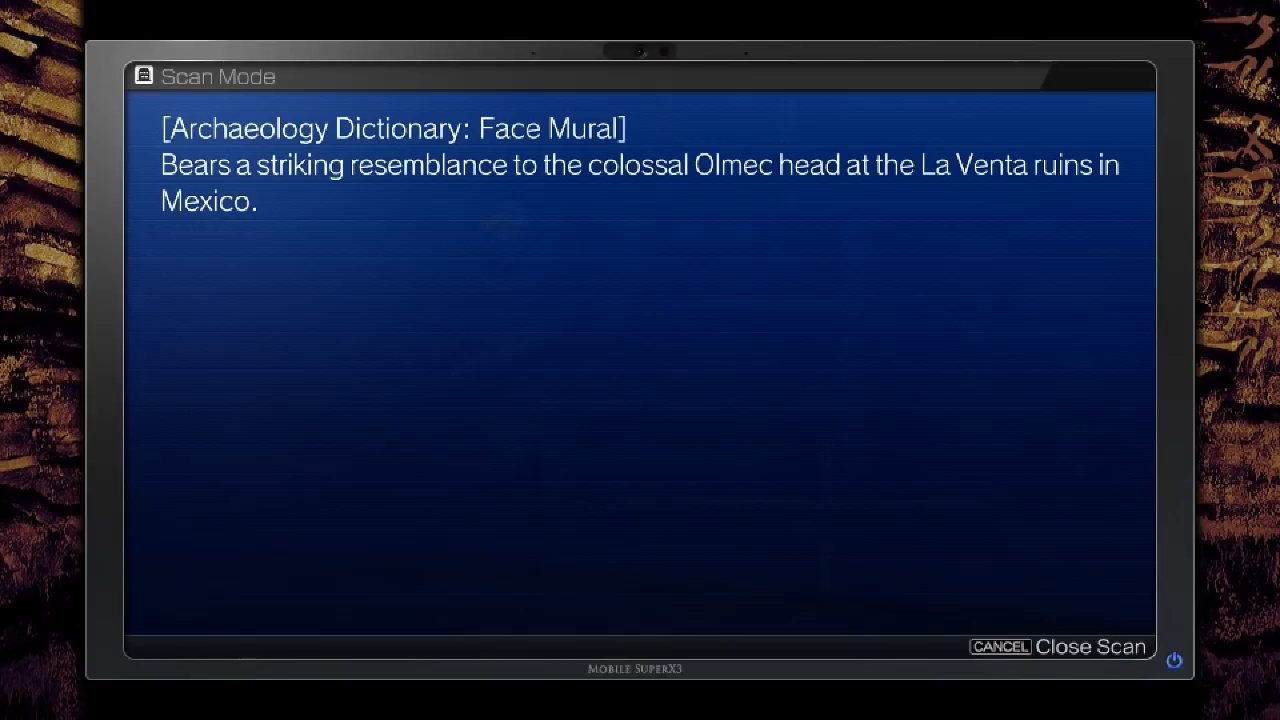 Scan Mode
[Archaeology Dictionary: Face Mural]
Bears a striking resemblance to the colossal Olmec head at the La Venta ruins in
Mexico.
CANCEL Close Scan
MOBILE SUPERX3